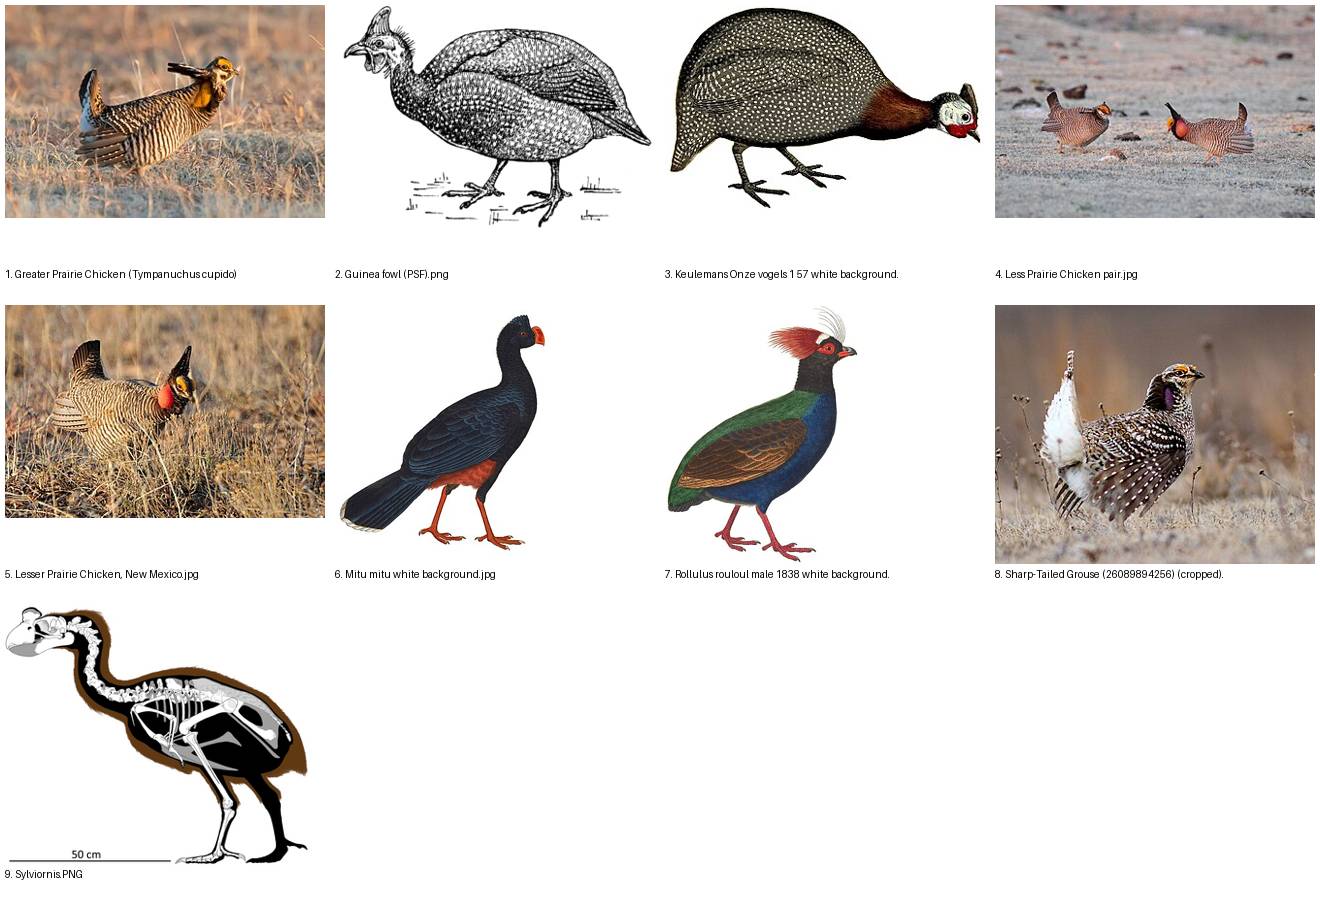 1. Greater Prairie Chicken (Tympanuchus cupido)
2. Guinea fowl (PSF).png
3. Keulemans Onze vogels 1 57 white background.
4. Less Prairie Chicken pair.jpg
5. Lesser Prairie Chicken, New Mexico.jpg
6. Mitu mitu white background.jpg
7. Rollulus rouloul male 1838 white background.
8. Sharp-Tailed Grouse (26089894256) (cropped).
50 cm
9. Sylviornis.PNG